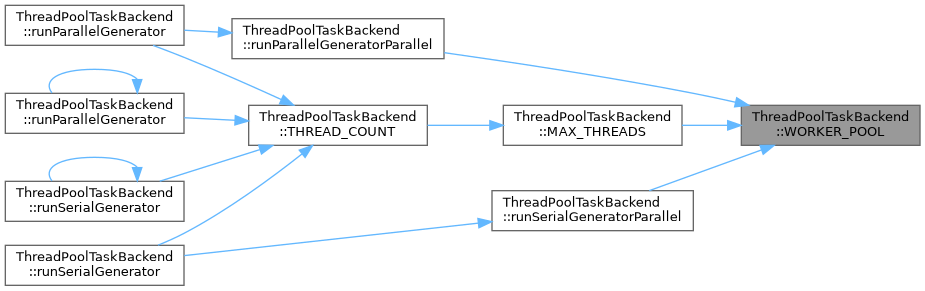 ThreadPoolTaskBackend
::runParallelGenerator
ThreadPoolTaskBackend
::runParallelGeneratorParallel
ThreadPoolTaskBackend
::runParallelGenerator
ThreadPoolTaskBackend
::THREAD_COUNT
ThreadPoolTaskBackend
::MAX_THREADS
ThreadPoolTaskBackend
::WORKER_POOL
ThreadPoolTaskBackend
::runSerialGenerator
ThreadPoolTaskBackend
::runSerialGeneratorParallel
ThreadPoolTaskBackend
::runSerialGenerator